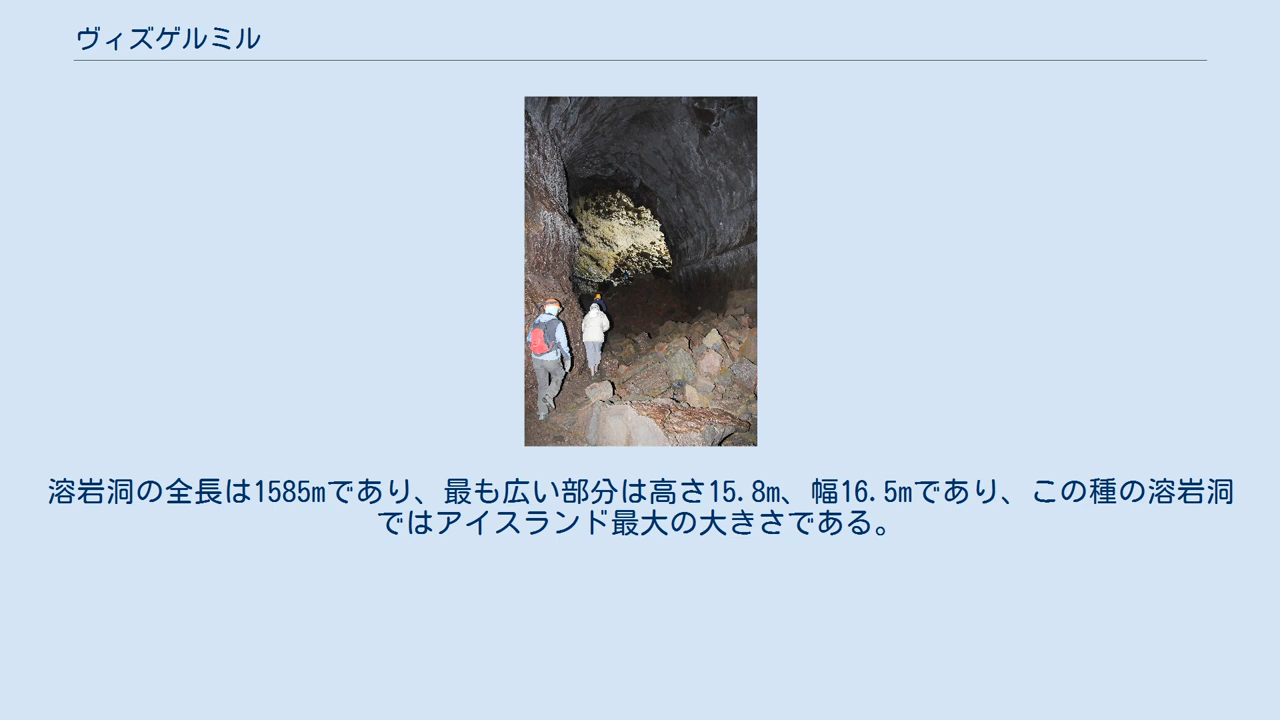 ヴィズゲルミル
溶岩洞の全長は1585mであり、最も広い部分は高さ15.8m、幅16.5mであり、この種の溶岩洞
ではアイスランド最大の大きさである。